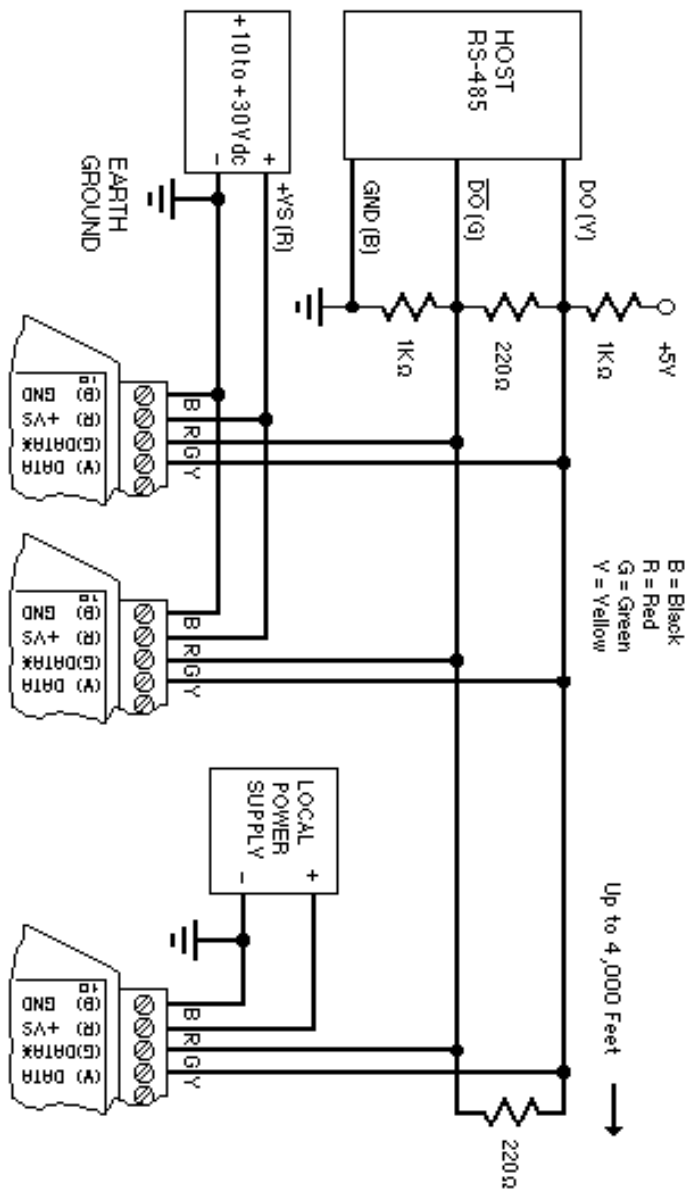 +5V
1KΩ
220Ω
1KΩ
HOST
RS-485
DO (Y)
D̅O̅ (G)
GND (B)
B = Black
R = Red
G = Green
Y = Yellow
Up to 4,000 Feet
220Ω
+10 to +30Vdc
+
-
+VS (R)
EARTH
GROUND
LOCAL
POWER
SUPPLY
+
-
B
R
G
Y
(B) GND
(R) +VS
(G)DATA*
(Y) DATA
B
R
G
Y
(B) GND
(R) +VS
(G)DATA*
(Y) DATA
B
R
G
Y
(B) GND
(R) +VS
(G)DATA*
(Y) DATA